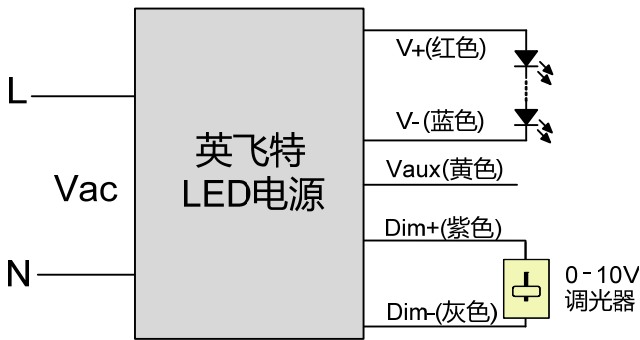 L
Vac
N
英飞特
LED电源
V+(红色)
V-(蓝色)
Vaux(黄色)
Dim+(紫色)
Dim-(灰色)
0-10V
调光器